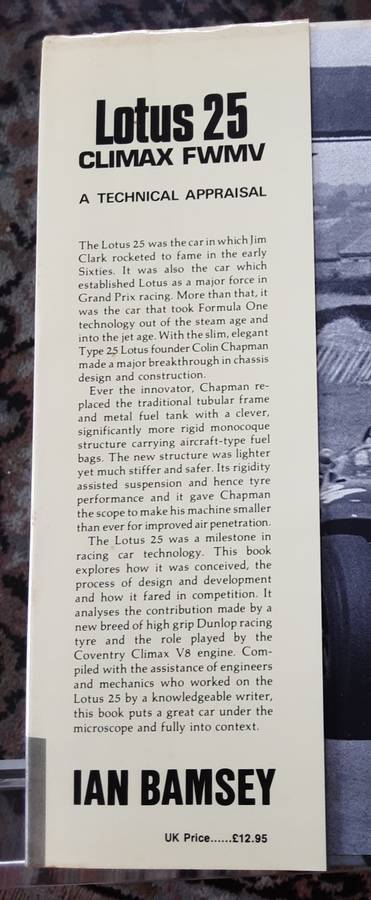 Lotus 25
CLIMAX FWMV
A TECHNICAL APPRAISAL
The Lotus 25 was the car in which Jim
Clark rocketed to fame in the early
Sixties. It was also the car which
established Lotus as a major force in
Grand Prix racing. More than that, it
was the car that took Formula One
technology out of the steam age and
into the jet age. With the slim, elegant
Type 25 Lotus founder Colin Chapman
made a major breakthrough in chassis
design and construction.
Ever the innovator, Chapman re-
placed the traditional tubular frame
and metal fuel tank with a clever,
significantly more rigid monocoque
structure carrying aircraft-type fuel
bags. The new structure was lighter
yet much stiffer and safer. Its rigidity
assisted suspension and hence tyre
performance and it gave Chapman
the scope to make his machine smaller
than ever for improved air penetration.
The Lotus 25 was a milestone in
racing car technology. This book
explores how it was conceived, the
process of design and development
and how it fared in competition. It
analyses the contribution made by a
new breed of high grip Dunlop racing
tyre and the role played by the
Coventry Climax V8 engine. Com-
piled with the assistance of engineers
and mechanics who worked on the
Lotus 25 by a knowledgeable writer,
this book puts a great car under the
microscope and fully into context.
IAN BAMSEY
UK Price......£12.95